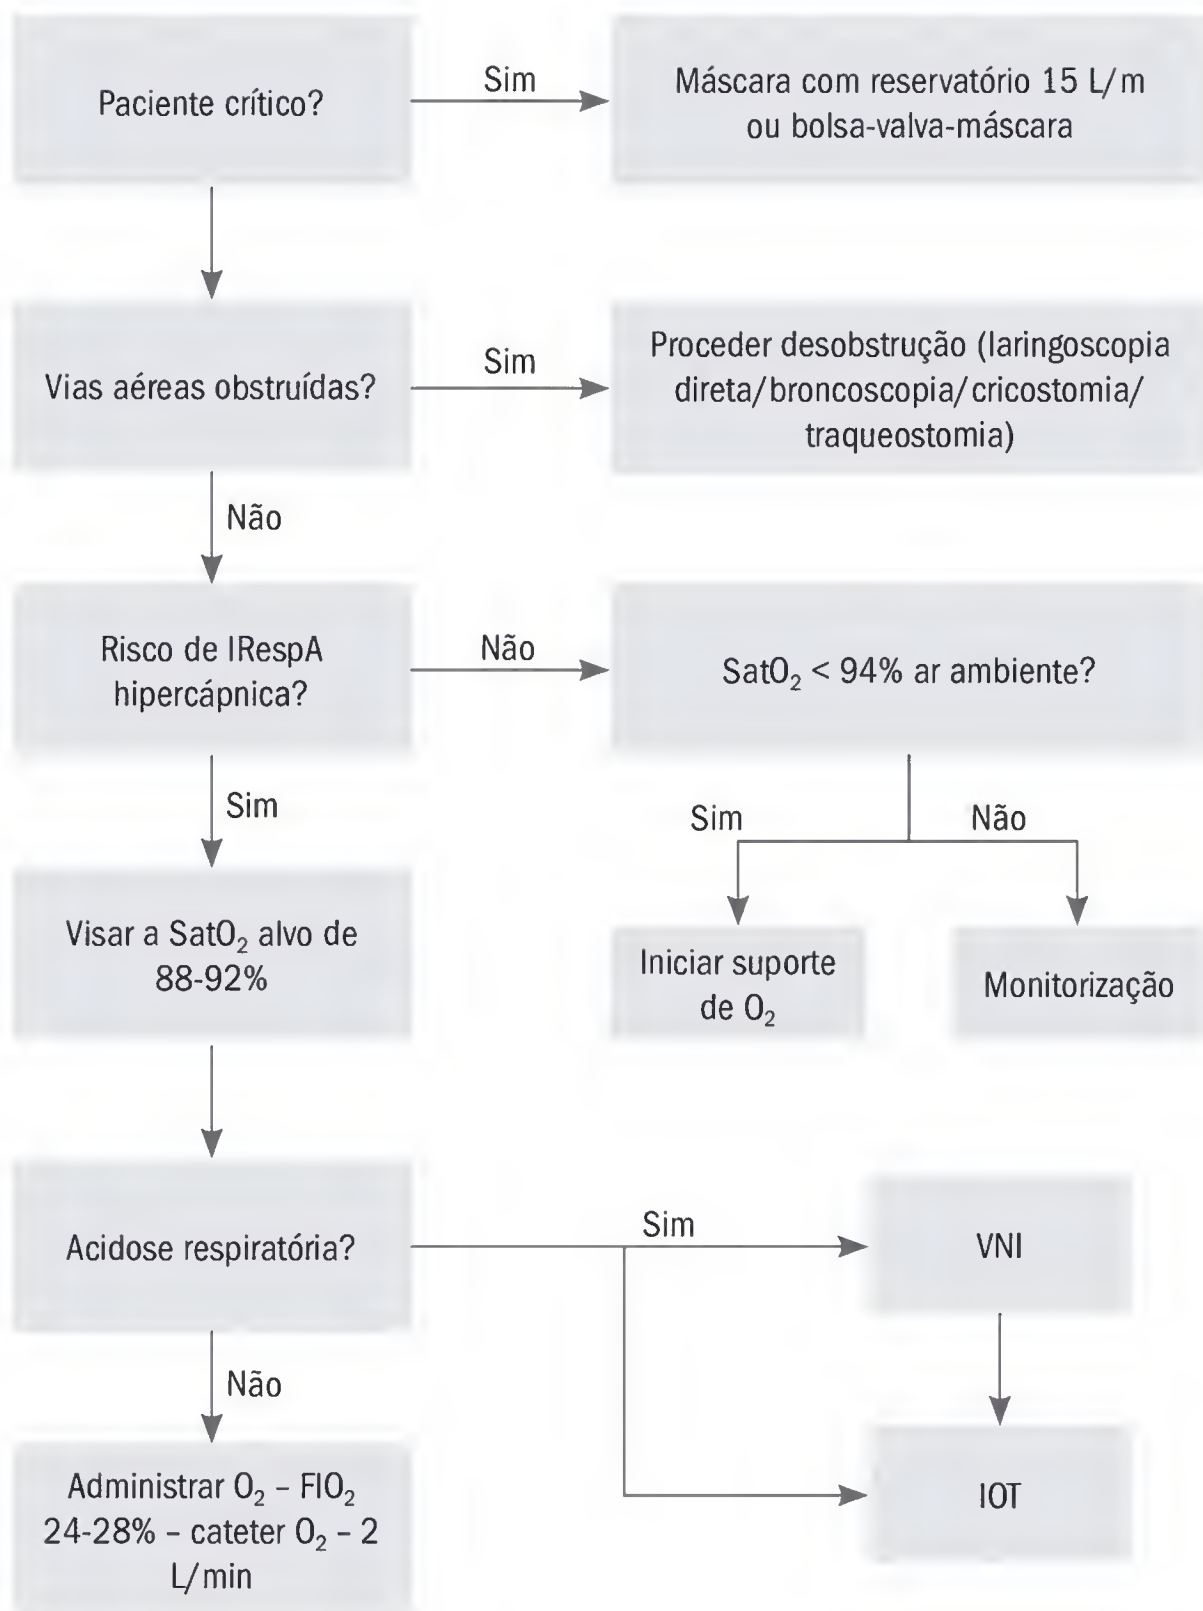 Paciente crítico?
Sim
Máscara com reservatório 15 L/m
ou bolsa-valva-máscara
Vias aéreas obstruídas?
Sim
Proceder desobstrução (laringoscopia
direta/broncoscopia/cricostomia/
traqueostomia)
Não
Risco de IRespA
hipercápnica?
Não
SatO₂ < 94% ar ambiente?
Sim
Sim
Não
Visar a SatO₂ alvo de
88-92%
Iniciar suporte
de O₂
Monitorização
Acidose respiratória?
Sim
VNI
Não
Administrar O₂ – FIO₂
24-28% – cateter O₂ – 2
L/min
IOT